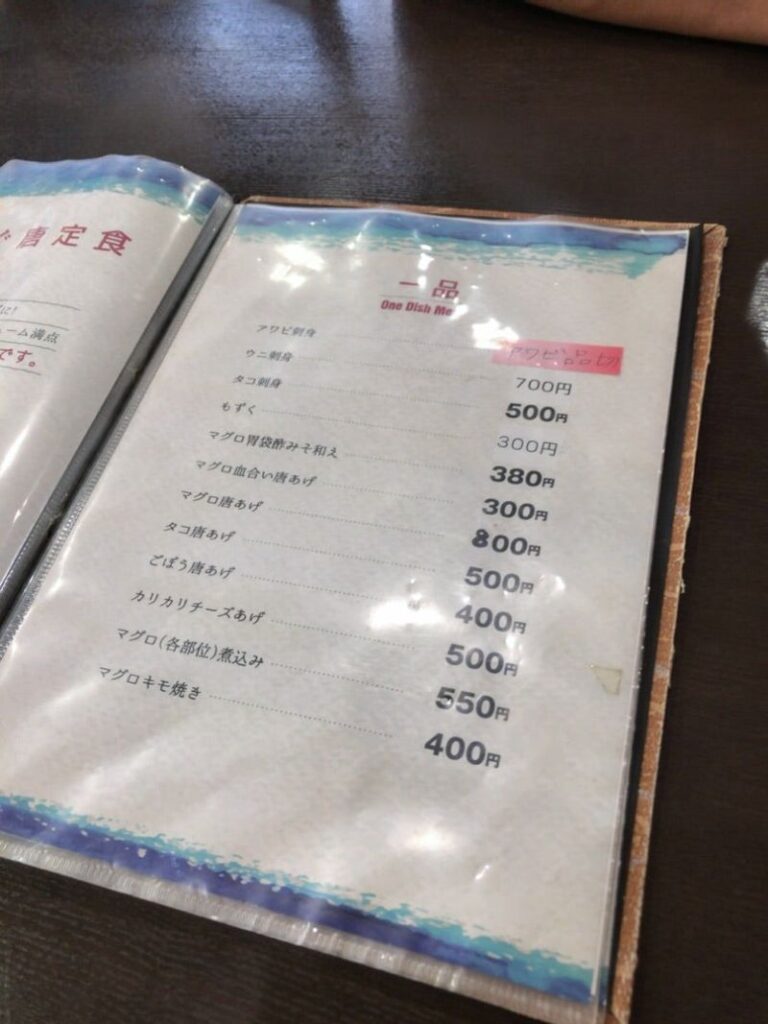 唐定食
に!
ーム満点
です。
一品
One Dish Me
アワビ刺身 アワビ品切
ウニ刺身 700円
タコ刺身 500円
もずく 300円
マグロ胃袋酢みそ和え 380円
マグロ血合い唐あげ 300円
マグロ唐あげ 800円
タコ唐あげ 500円
ごぼう唐あげ 400円
カリカリチーズあげ 500円
マグロ(各部位)煮込み 550円
マグロキモ焼き 400円